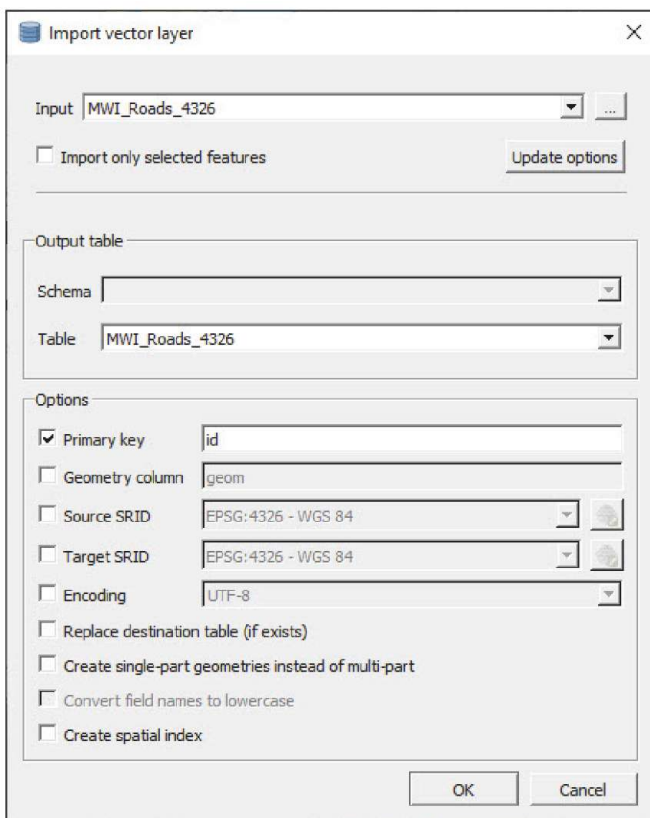 Import vector layer
Input MWI_Roads_4326 ...
Import only selected features Update options
Output table
Schema
Table MWI_Roads_4326
Options
Primary key id
Geometry column geom
Source SRID EPSG:4326 - WGS 84
Target SRID EPSG:4326 - WGS 84
Encoding UTF-8
Replace destination table (if exists)
Create single-part geometries instead of multi-part
Convert field names to lowercase
Create spatial index
OK Cancel